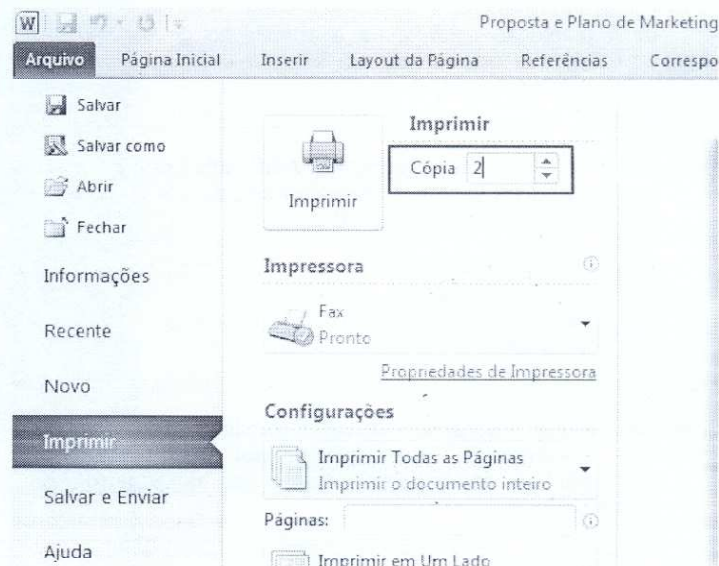 W
Proposta e Plano de Marketing
Arquivo Página Inicial Inserir Layout da Página Referências Correspo
Salvar
Salvar como
Abrir
Fechar
Informações
Recente
Novo
Imprimir
Salvar e Enviar
Ajuda
Imprimir
Imprimir
Cópia 2
Impressora
Fax
Pronto
Propriedades de Impressora
Configurações
Imprimir Todas as Páginas
Imprimir o documento inteiro
Páginas:
Imprimir em Um Lado